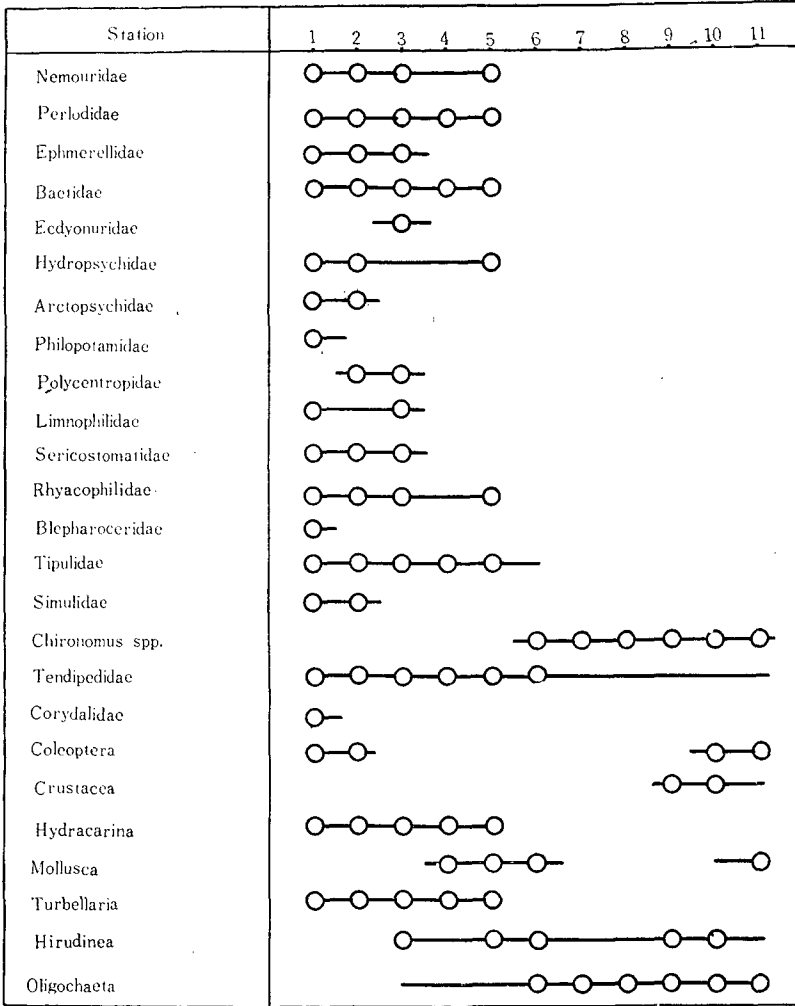 Station 1 2 3 4 5 6 7 8 9 10 11
Nemouridae
Perlodidae
Ephmerellidae
Baetidae
Ecdyonuridae
Hydropsychidae
Arctopsychidae
Philopotamidae
Polycentropidae
Limnophilidae
Sericostomatidae
Rhyacophilidae
Blepharoceridae
Tipulidae
Simulidae
Chironomus spp.
Tendipedidae
Corydalidae
Coleoptera
Crustacea
Hydracarina
Mollusca
Turbellaria
Hirudinea
Oligochaeta